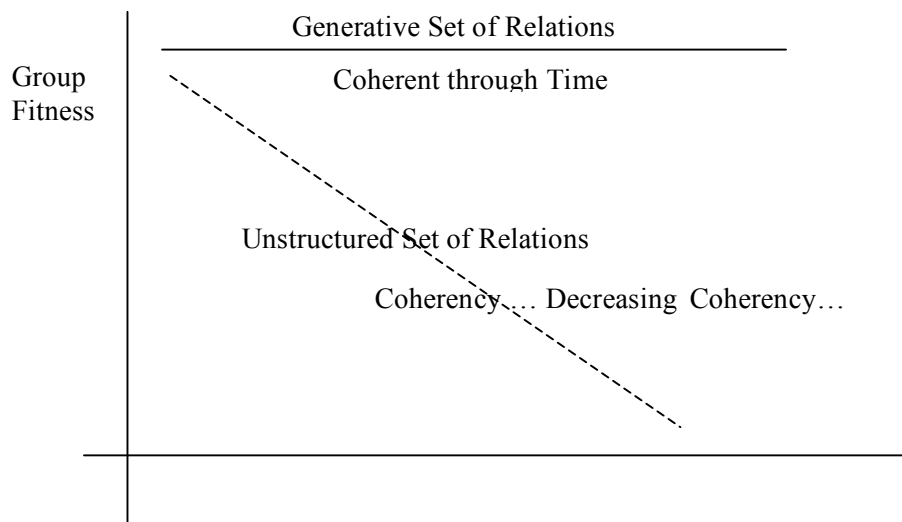 Generative Set of Relations
Group
Fitness
Coherent through Time
Unstructured Set of Relations
Coherency … Decreasing Coherency…